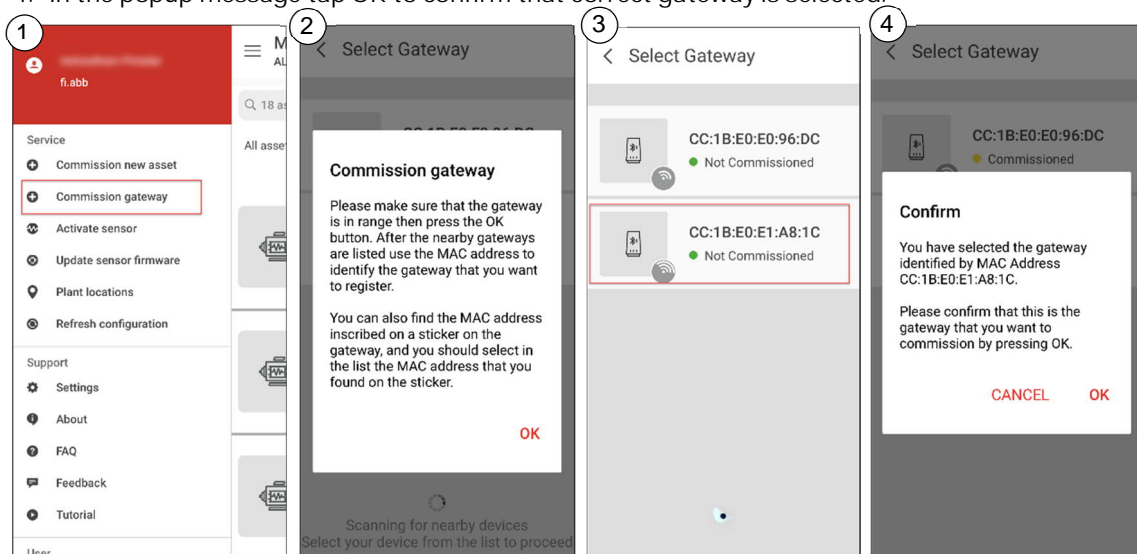 4. In the popup message tap OK to confirm that correct gateway is selected.
1
fi.abb
Service
Commission new asset
Commission gateway
Activate sensor
Update sensor firmware
Plant locations
Refresh configuration
Support
Settings
About
FAQ
Feedback
Tutorial
User
M
AL
18 as
All asse
2
Select Gateway
Commission gateway
Please make sure that the gateway
is in range then press the OK
button. After the nearby gateways
are listed use the MAC address to
identify the gateway that you want
to register.
You can also find the MAC address
inscribed on a sticker on the
gateway, and you should select in
the list the MAC address that you
found on the sticker.
OK
Scanning for nearby devices
Select your device from the list to proceed
3
Select Gateway
CC:1B:E0:E0:96:DC
Not Commissioned
CC:1B:E0:E1:A8:1C
Not Commissioned
4
Select Gateway
CC:1B:E0:E0:96:DC
Commissioned
Confirm
You have selected the gateway
identified by MAC Address
CC:1B:E0:E1:A8:1C.
Please confirm that this is the
gateway that you want to
commission by pressing OK.
CANCEL OK